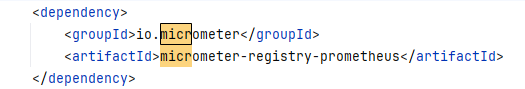 <dependency>
<groupId>io.micrometer</groupId>
<artifactId>micrometer-registry-prometheus</artifactId>
</dependency>